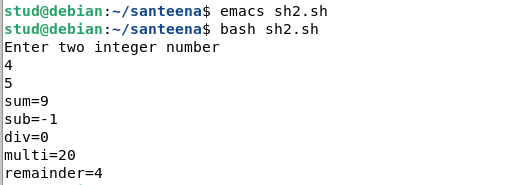 stud@debian:~/santeena$ emacs sh2.sh
stud@debian:~/santeena$ bash sh2.sh
Enter two integer number
4
5
sum=9
sub=-1
div=0
multi=20
remainder=4